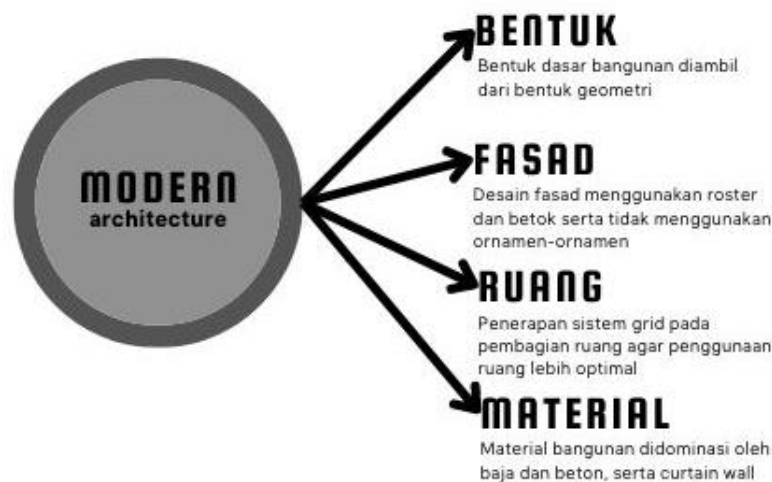 MODERN
architecture
BENTUK
Bentuk dasar bangunan diambil
dari bentuk geometri
FASAD
Desain fasad menggunakan roster
dan betok serta tidak menggunakan
ornamen-ornamen
RUANG
Penerapan sistem grid pada
pembagian ruang agar penggunaan
ruang lebih optimal
MATERIAL
Material bangunan didominasi oleh
baja dan beton, serta curtain wall